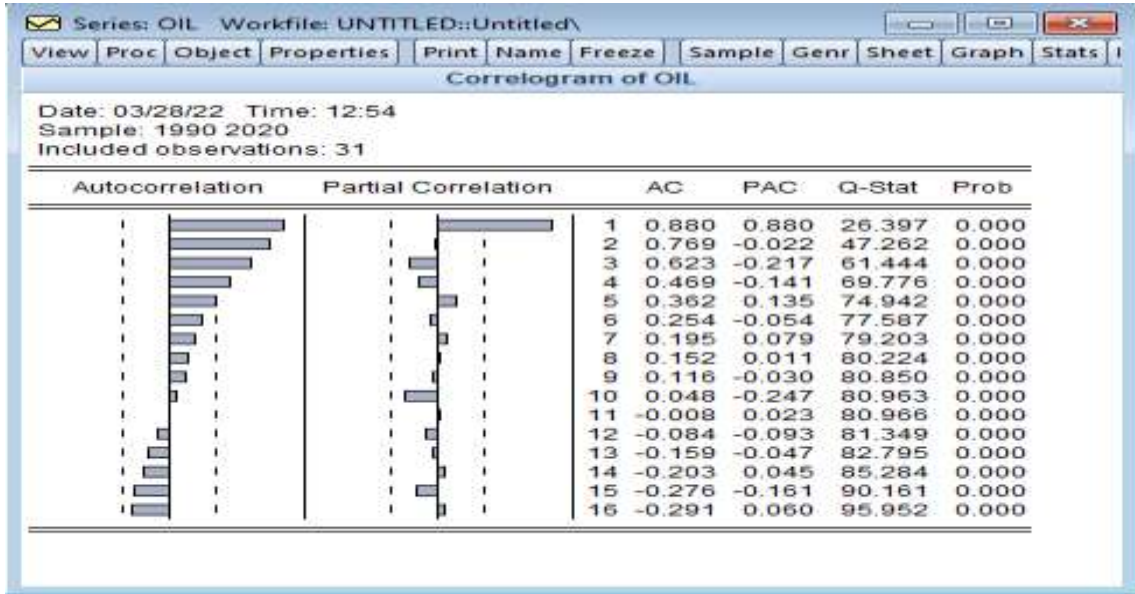 Series: OIL Workfile: UNTITLED::Untitled\
View Proc Object Properties Print Name Freeze Sample Genr Sheet Graph Stats
Correlogram of OIL
Date: 03/28/22 Time: 12:54
Sample: 1990 2020
Included observations: 31
Autocorrelation Partial Correlation AC PAC Q-Stat Prob
1 0.880 0.880 26.397 0.000
2 0.769 -0.022 47.262 0.000
3 0.623 -0.217 61.444 0.000
4 0.469 -0.141 69.776 0.000
5 0.362 0.135 74.942 0.000
6 0.254 -0.054 77.587 0.000
7 0.195 0.079 79.203 0.000
8 0.152 0.011 80.224 0.000
9 0.116 -0.030 80.850 0.000
10 0.048 -0.247 80.963 0.000
11 -0.008 0.023 80.966 0.000
12 -0.084 -0.093 81.349 0.000
13 -0.159 -0.047 82.795 0.000
14 -0.203 0.045 85.284 0.000
15 -0.276 -0.161 90.161 0.000
16 -0.291 0.060 95.952 0.000